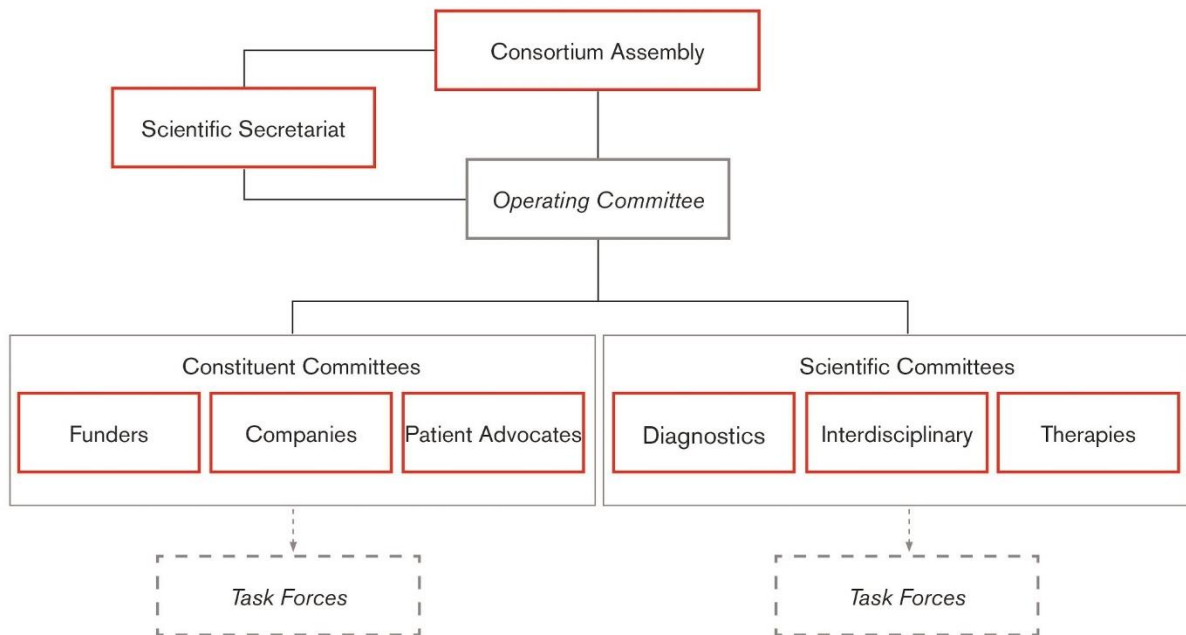 Consortium Assembly
Scientific Secretariat
Operating Committee
Constituent Committees
Funders
Companies
Patient Advocates
Scientific Committees
Diagnostics
Interdisciplinary
Therapies
Task Forces
Task Forces